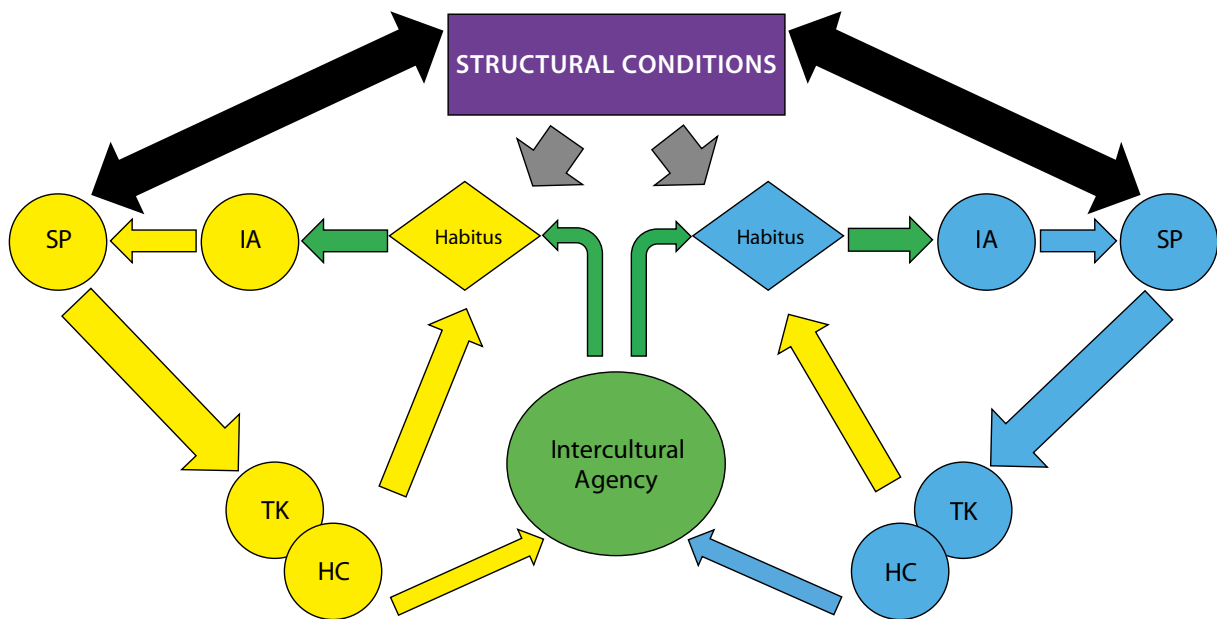 STRUCTURAL CONDITIONS
SP
IA
Habitus
Habitus
IA
SP
Intercultural
Agency
TK
HC
TK
HC